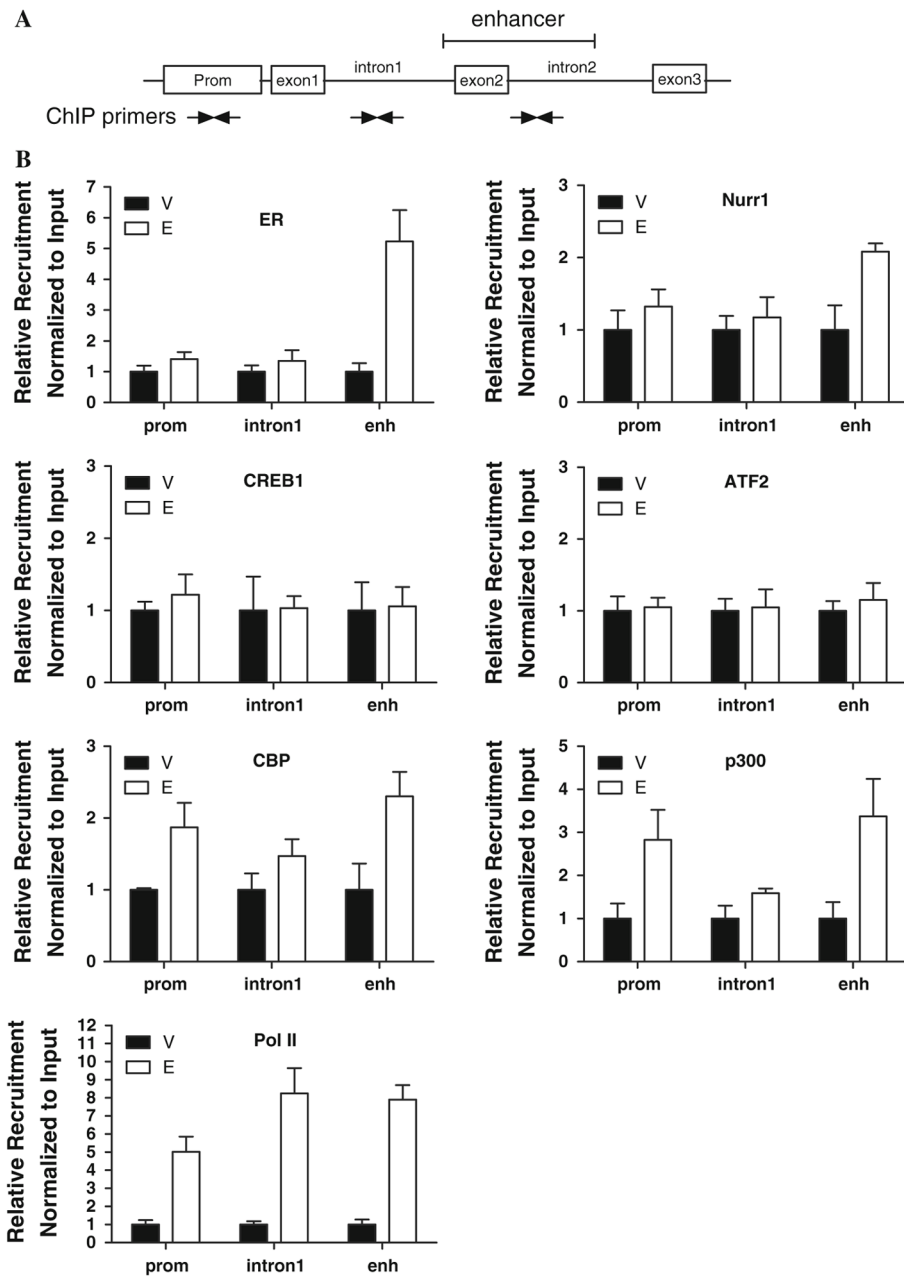 A
enhancer
Prom exon1 intron1 exon2 intron2 exon3
ChIP primers
B
Relative Recruitment
Normalized to Input
7
6
5
4
3
2
1
0
V
E
ER
prom intron1 enh
Relative Recruitment
Normalized to Input
3
2
1
0
V
E
Nurr1
prom intron1 enh
Relative Recruitment
Normalized to Input
3
2
1
0
V
E
CREB1
prom intron1 enh
Relative Recruitment
Normalized to Input
3
2
1
0
V
E
ATF2
prom intron1 enh
Relative Recruitment
Normalized to Input
3
2
1
0
V
E
CBP
prom intron1 enh
Relative Recruitment
Normalized to Input
5
4
3
2
1
0
V
E
p300
prom intron1 enh
Relative Recruitment
Normalized to Input
12
11
10
9
8
7
6
5
4
3
2
1
0
V
E
Pol II
prom intron1 enh